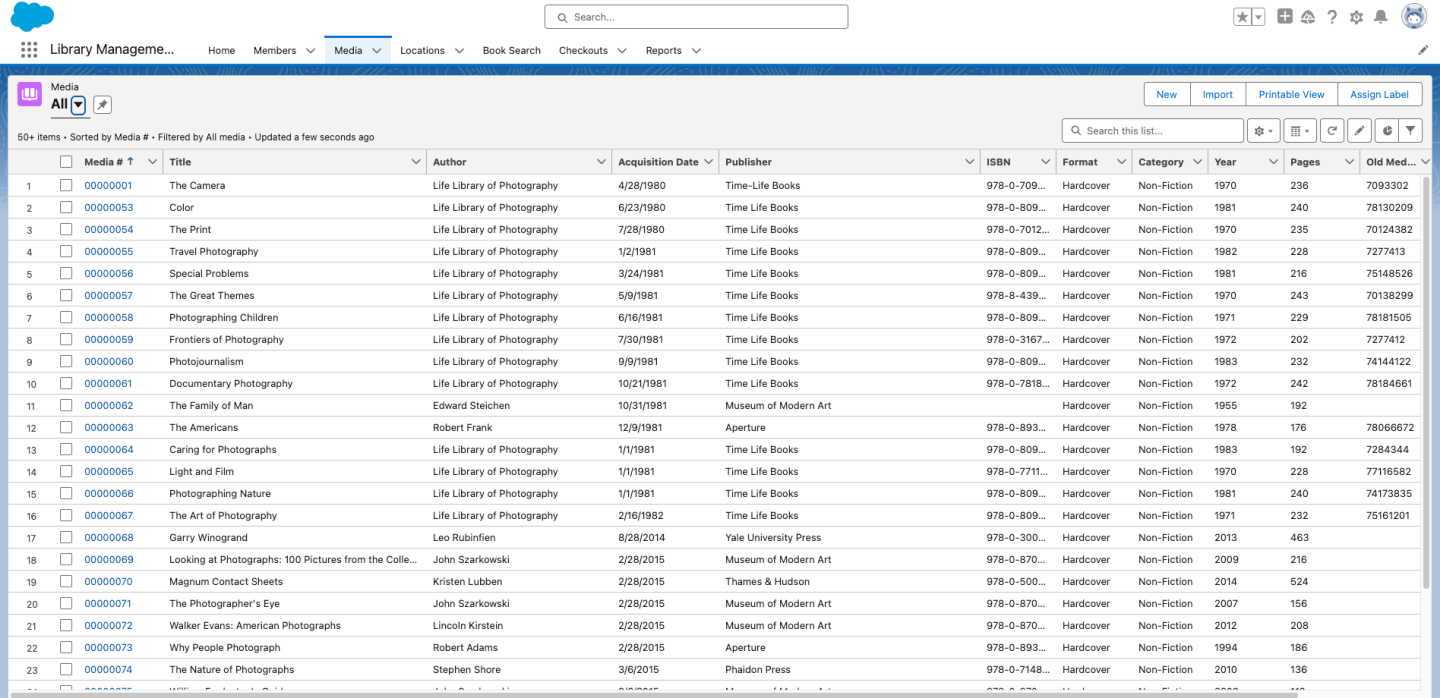 Search...
Library Manageme... Home Members Media Locations Book Search Checkouts Reports
Media
All
New Import Printable View Assign Label
50+ items • Sorted by Media # • Filtered by All media • Updated a few seconds ago
Search this list...
Media # Title Author Acquisition Date Publisher ISBN Format Category Year Pages Old Med...
1 00000001 The Camera Life Library of Photography 4/28/1980 Time-Life Books 978-0-709... Hardcover Non-Fiction 1970 236 7093302
2 00000053 Color Life Library of Photography 6/23/1980 Time Life Books 978-0-809... Hardcover Non-Fiction 1981 240 78130209
3 00000054 The Print Life Library of Photography 7/28/1980 Time Life Books 978-0-7012... Hardcover Non-Fiction 1970 235 70124382
4 00000055 Travel Photography Life Library of Photography 1/2/1981 Time Life Books 978-0-809... Hardcover Non-Fiction 1982 228 7277413
5 00000056 Special Problems Life Library of Photography 3/24/1981 Time Life Books 978-0-809... Hardcover Non-Fiction 1981 216 75148526
6 00000057 The Great Themes Life Library of Photography 5/9/1981 Time Life Books 978-8-439... Hardcover Non-Fiction 1970 243 70138299
7 00000058 Photographing Children Life Library of Photography 6/16/1981 Time Life Books 978-0-809... Hardcover Non-Fiction 1971 229 78181505
8 00000059 Frontiers of Photography Life Library of Photography 7/30/1981 Time Life Books 978-0-3167... Hardcover Non-Fiction 1972 202 7277412
9 00000060 Photojournalism Life Library of Photography 9/9/1981 Time Life Books 978-0-809... Hardcover Non-Fiction 1983 232 74144122
10 00000061 Documentary Photography Life Library of Photography 10/21/1981 Time Life Books 978-0-7818... Hardcover Non-Fiction 1972 242 78184661
11 00000062 The Family of Man Edward Steichen 10/31/1981 Museum of Modern Art Hardcover Non-Fiction 1955 192
12 00000063 The Americans Robert Frank 12/9/1981 Aperture 978-0-893... Hardcover Non-Fiction 1978 176 78066672
13 00000064 Caring for Photographs Life Library of Photography 1/1/1981 Time Life Books 978-0-809... Hardcover Non-Fiction 1983 192 7284344
14 00000065 Light and Film Life Library of Photography 1/1/1981 Time Life Books 978-0-7711... Hardcover Non-Fiction 1970 228 77116582
15 00000066 Photographing Nature Life Library of Photography 1/1/1981 Time Life Books 978-0-809... Hardcover Non-Fiction 1981 240 74173835
16 00000067 The Art of Photography Life Library of Photography 2/16/1982 Time Life Books 978-0-809... Hardcover Non-Fiction 1971 232 75161201
17 00000068 Garry Winogrand Leo Rubinfien 8/28/2014 Yale University Press 978-0-300... Hardcover Non-Fiction 2013 463
18 00000069 Looking at Photographs: 100 Pictures from the Colle... John Szarkowski 2/28/2015 Museum of Modern Art 978-0-870... Hardcover Non-Fiction 2009 216
19 00000070 Magnum Contact Sheets Kristen Lubben 2/28/2015 Thames & Hudson 978-0-500... Hardcover Non-Fiction 2014 524
20 00000071 The Photographer's Eye John Szarkowski 2/28/2015 Museum of Modern Art 978-0-870... Hardcover Non-Fiction 2007 156
21 00000072 Walker Evans: American Photographs Lincoln Kirstein 2/28/2015 Museum of Modern Art 978-0-870... Hardcover Non-Fiction 2012 208
22 00000073 Why People Photograph Robert Adams 2/28/2015 Aperture 978-0-893... Hardcover Non-Fiction 1994 186
23 00000074 The Nature of Photographs Stephen Shore 3/6/2015 Phaidon Press 978-0-7148... Hardcover Non-Fiction 2010 136